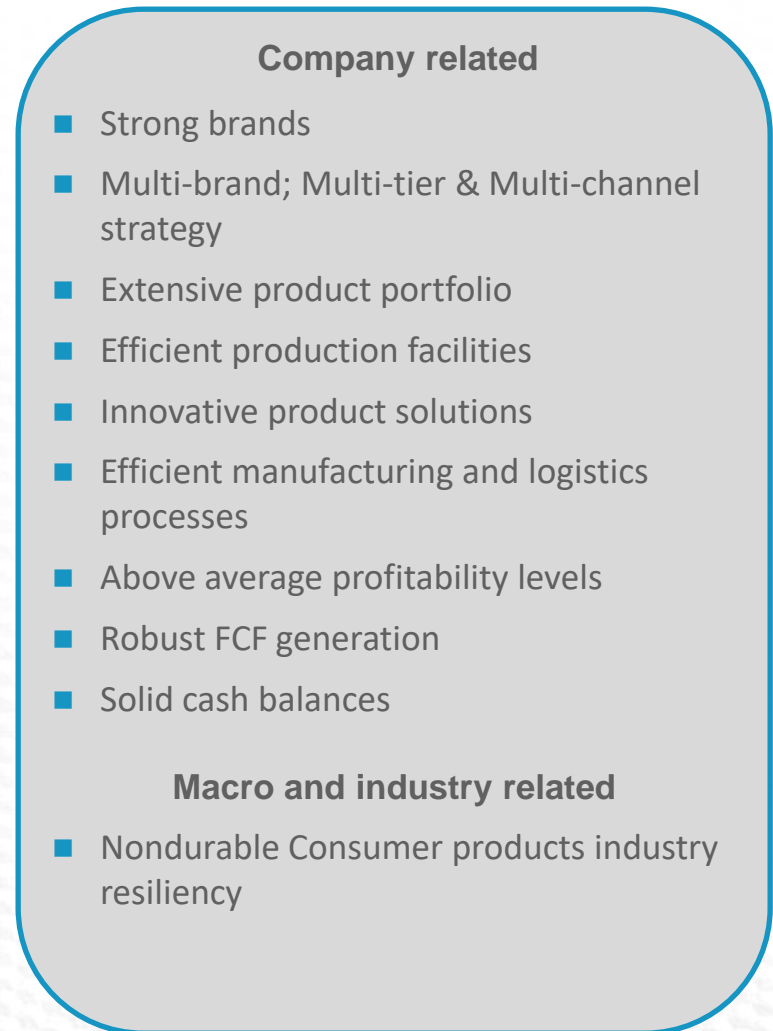 Company related
■ Strong brands
■ Multi-brand; Multi-tier & Multi-channel
strategy
■ Extensive product portfolio
■ Efficient production facilities
■ Innovative product solutions
■ Efficient manufacturing and logistics
processes
■ Above average profitability levels
■ Robust FCF generation
■ Solid cash balances
Macro and industry related
■ Nondurable Consumer products industry
resiliency